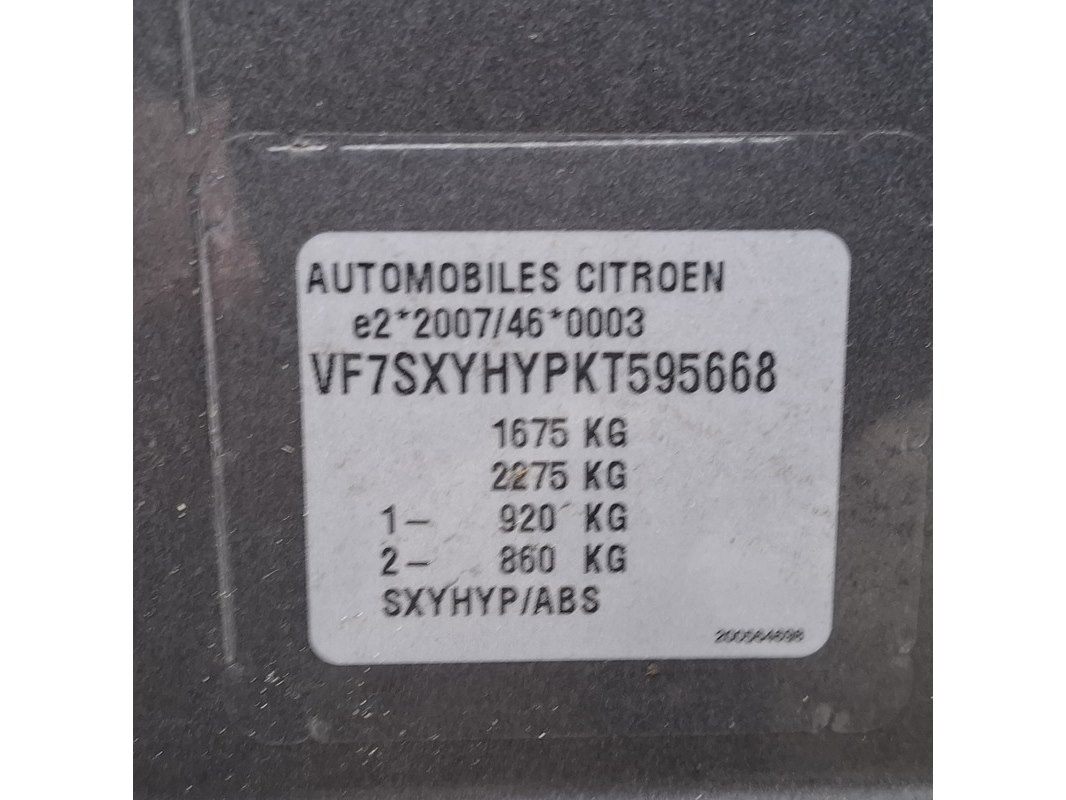 AUTOMOBILES CITROEN
e2*2007/46*0003
VF7SXYHYPKT595668
1675 KG
2275 KG
1- 920 KG
2- 860 KG
SXYHYP/ABS